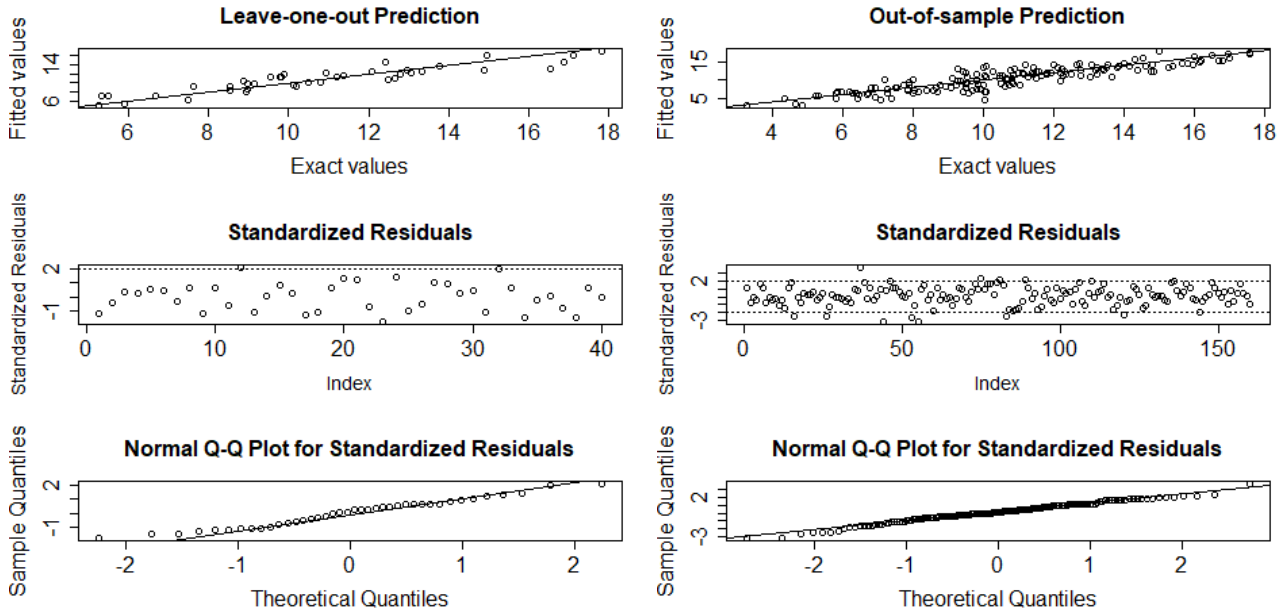 Leave-one-out Prediction
Fitted values
14
6
6 8 10 12 14 16 18
Exact values
Out-of-sample Prediction
Fitted values
15
5
4 6 8 10 12 14 16 18
Exact values
Standardized Residuals
Standardized Residuals
2
-1
0 10 20 30 40
Index
Standardized Residuals
Standardized Residuals
2
-3
0 50 100 150
Index
Normal Q-Q Plot for Standardized Residuals
Sample Quantiles
2
-1
-2 -1 0 1 2
Theoretical Quantiles
Normal Q-Q Plot for Standardized Residuals
Sample Quantiles
2
-3
-2 -1 0 1 2
Theoretical Quantiles